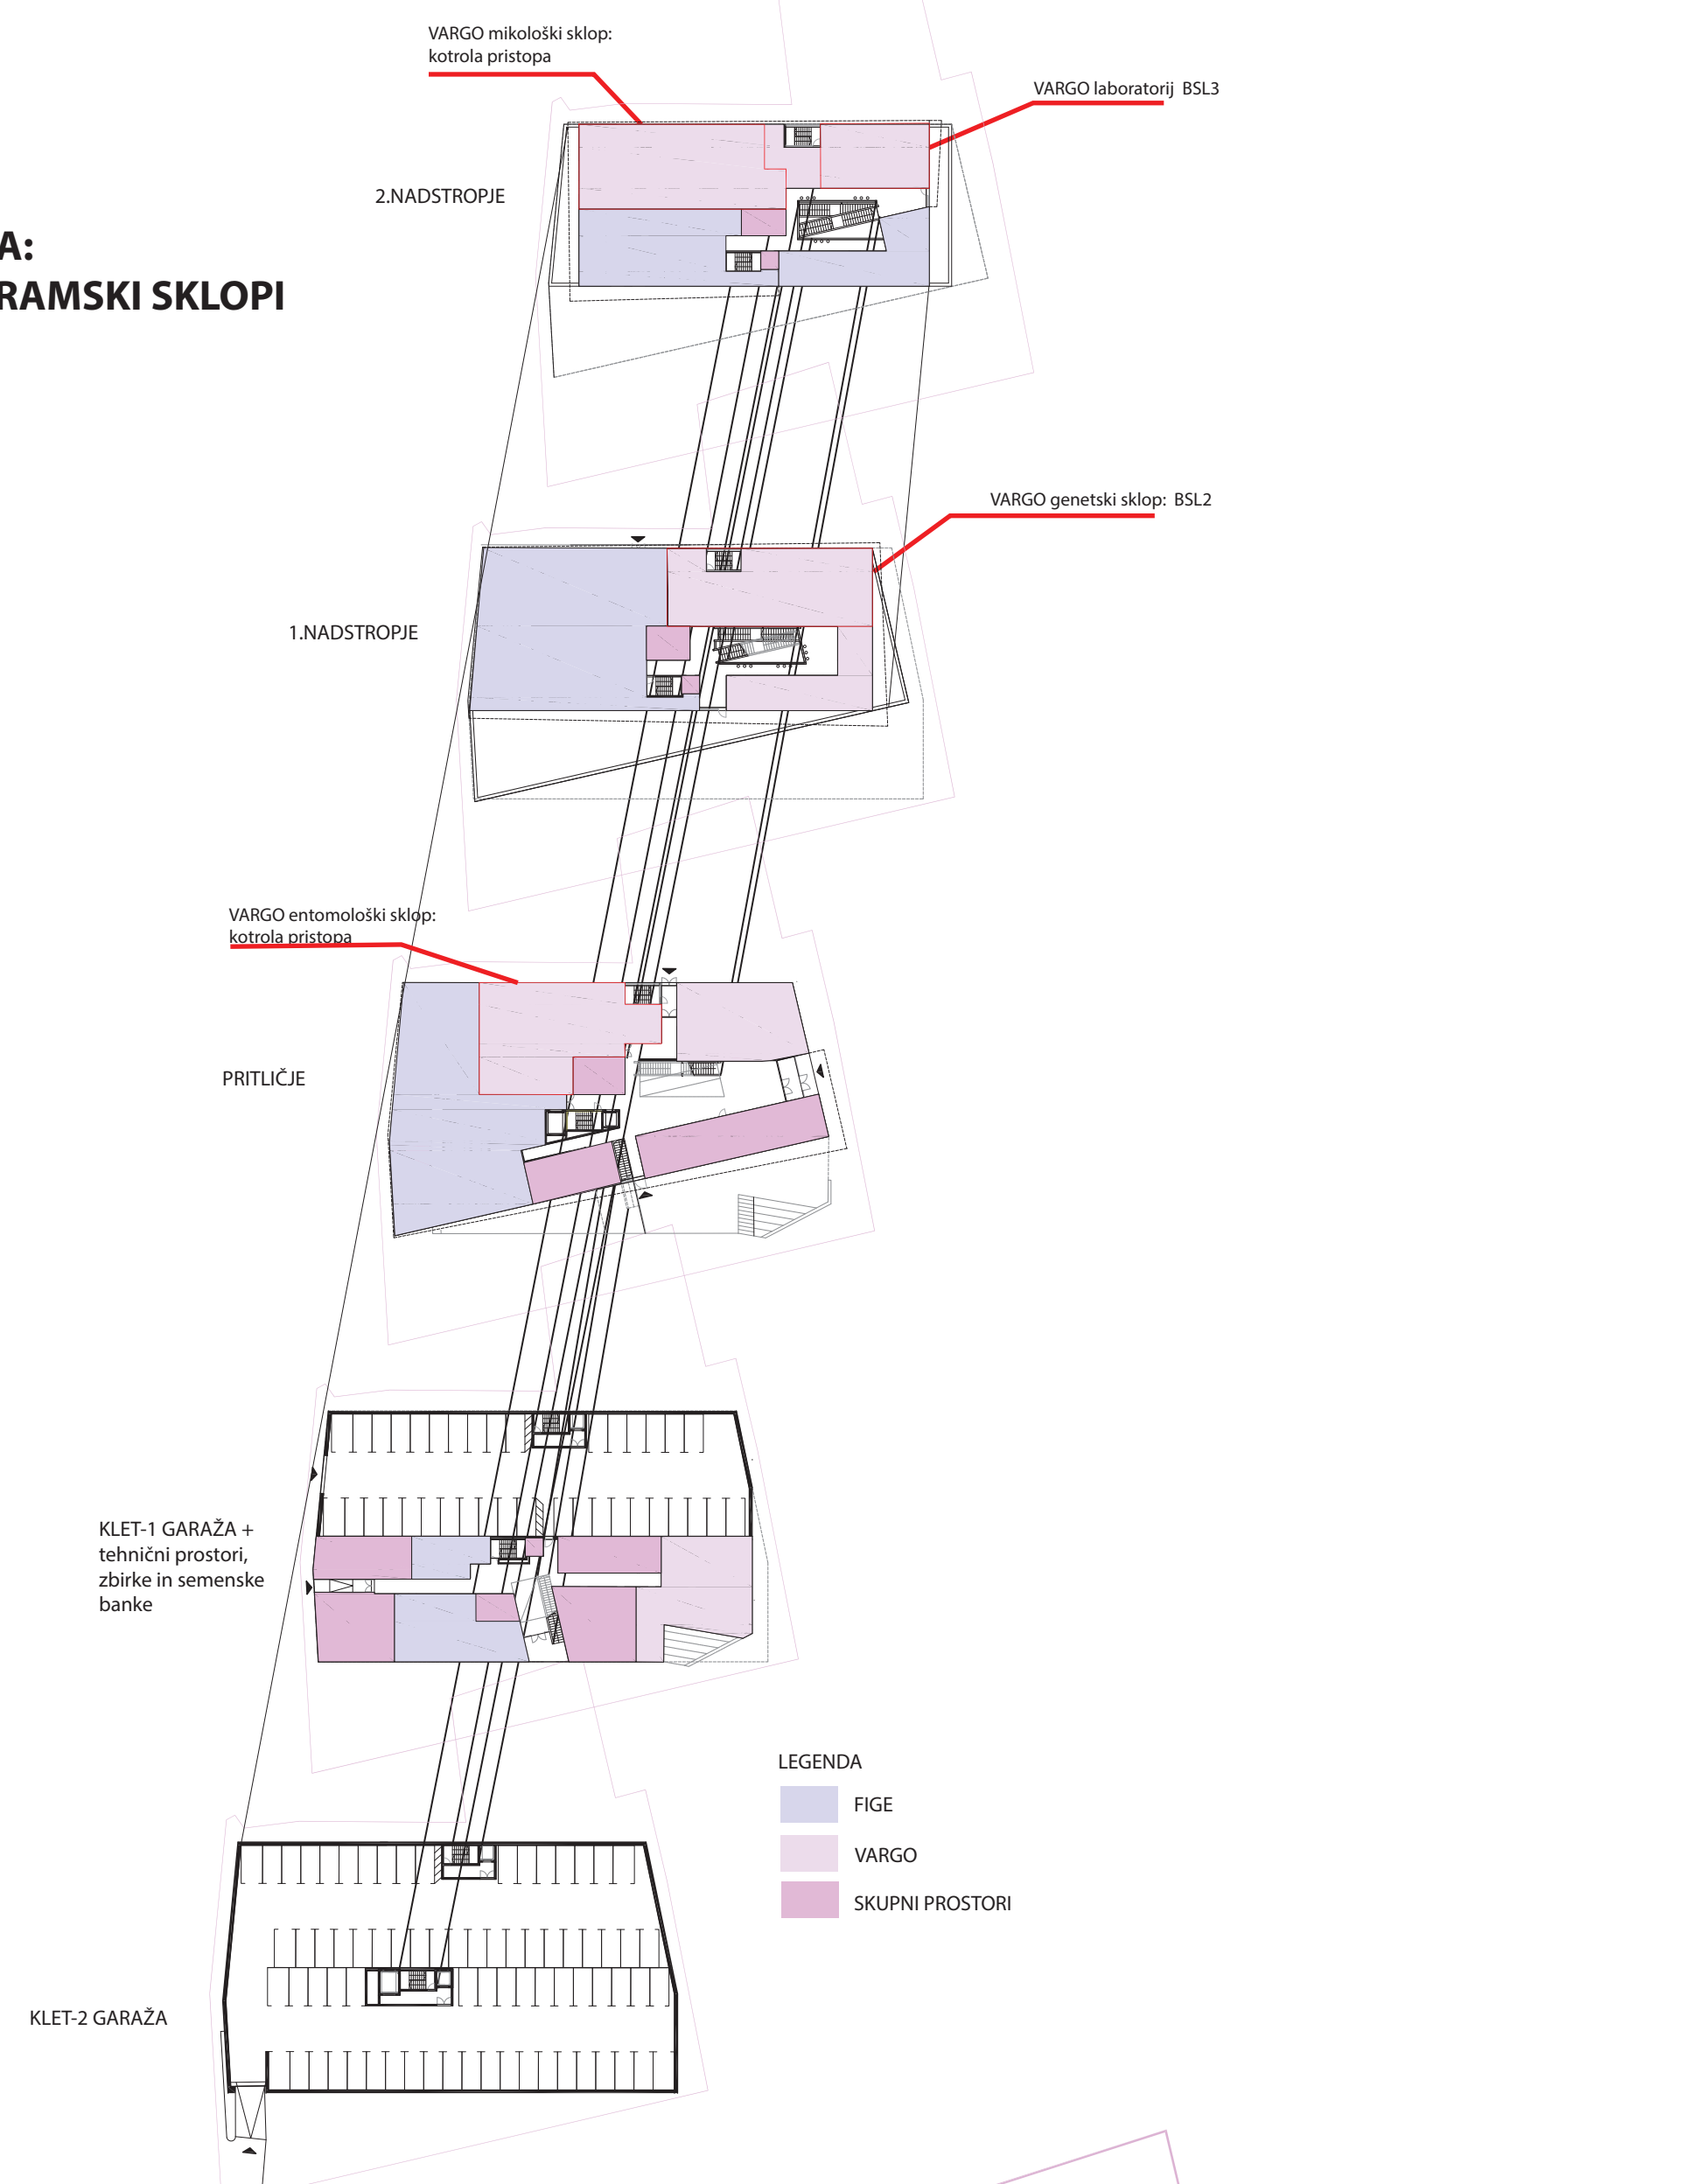 VARGO mikološki sklop:
kotrola pristopa
VARGO laboratorij BSL3
2.NADSTROPJE
A:
RAMSKI SKLOPI
VARGO genetski sklop: BSL2
1.NADSTROPJE
VARGO entomološki sklop:
kotrola pristopa
PRITLIČJE
KLET-1 GARAŽA +
tehnični prostori,
zbirke in semenske
banke
LEGENDA
FIGE
VARGO
SKUPNI PROSTORI
KLET-2 GARAŽA